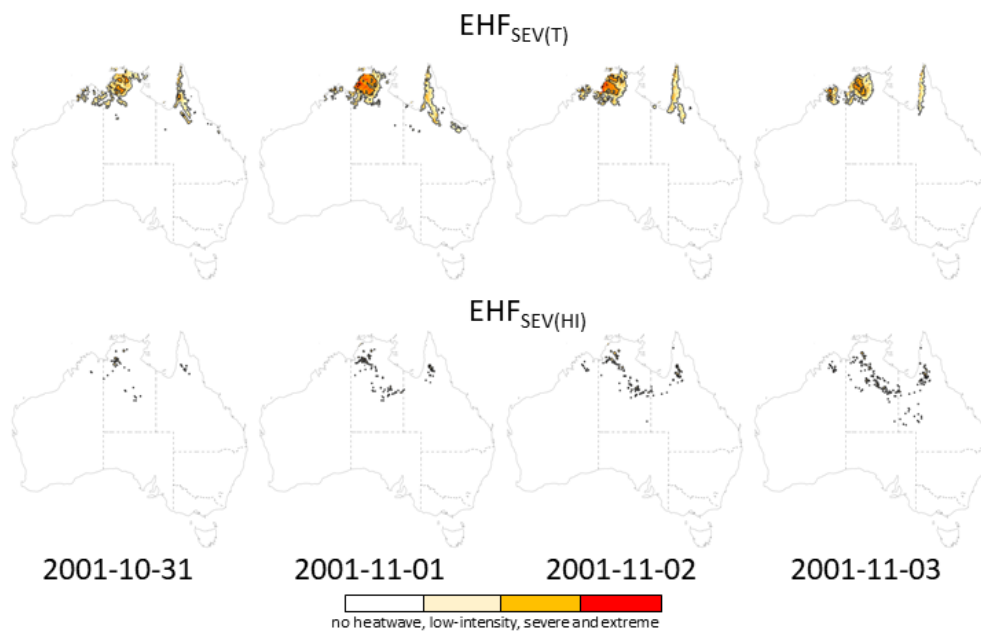 EHFSEV(T)
EHFSEV(HI)
2001-10-31 2001-11-01 2001-11-02 2001-11-03
no heatwave, low-intensity, severe and extreme